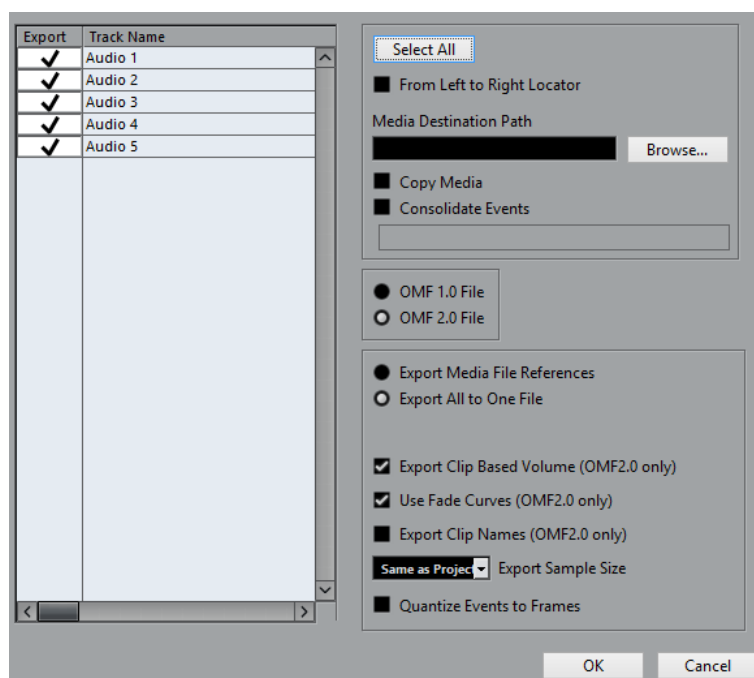 Export Track Name
Audio 1
Audio 2
Audio 3
Audio 4
Audio 5
Select All
From Left to Right Locator
Media Destination Path
Browse...
Copy Media
Consolidate Events
OMF 1.0 File
OMF 2.0 File
Export Media File References
Export All to One File
Export Clip Based Volume (OMF2.0 only)
Use Fade Curves (OMF2.0 only)
Export Clip Names (OMF2.0 only)
Same as Project Export Sample Size
Quantize Events to Frames
OK Cancel